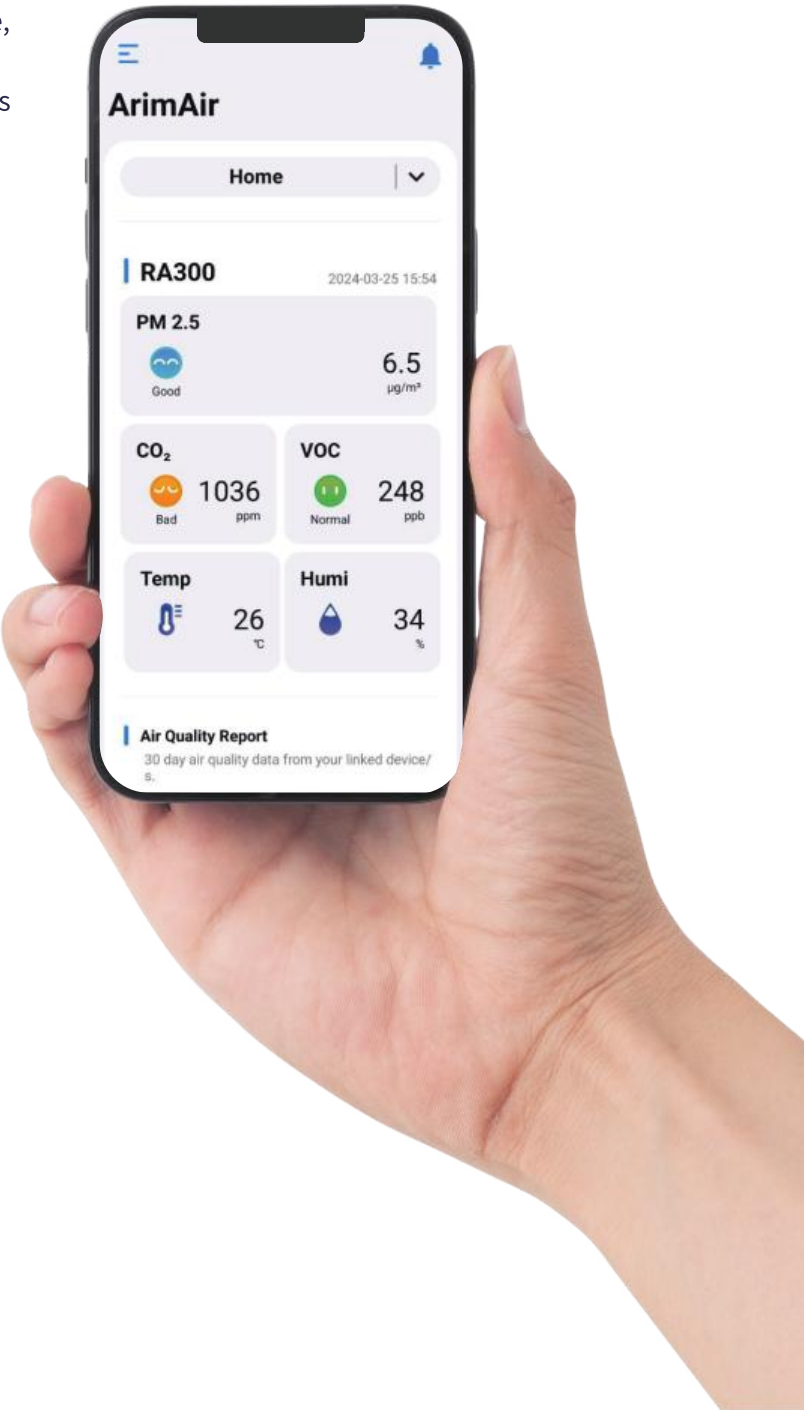 e,
s
ArimAir
Home
RA300
2024-03-25 15:54
PM 2.5
Good
6.5
µg/m³
CO₂
Bad
1036
ppm
VOC
Normal
248
ppb
Temp
26
℃
Humi
34
%
Air Quality Report
30 day air quality data from your linked device/
s.